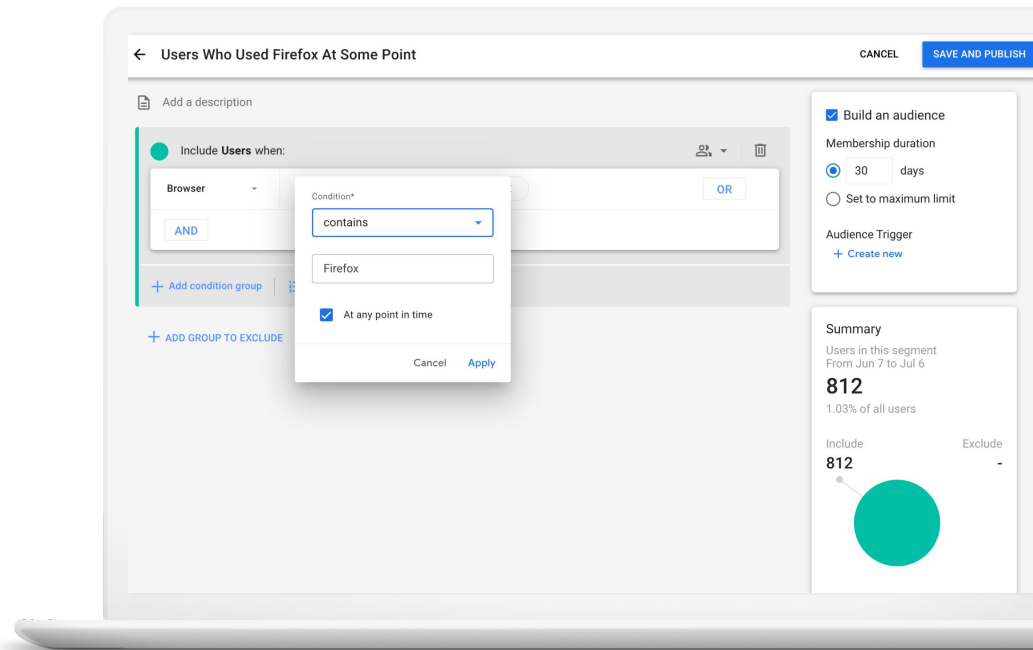 Users Who Used Firefox At Some Point
CANCEL
SAVE AND PUBLISH
Add a description
Include Users when:
Browser
OR
AND
Condition*
contains
Firefox
At any point in time
Cancel
Apply
Add condition group
ADD GROUP TO EXCLUDE
Build an audience
Membership duration
30 days
Set to maximum limit
Audience Trigger
Create new
Summary
Users in this segment
From Jun 7 to Jul 6
812
1.03% of all users
Include Exclude
812 -